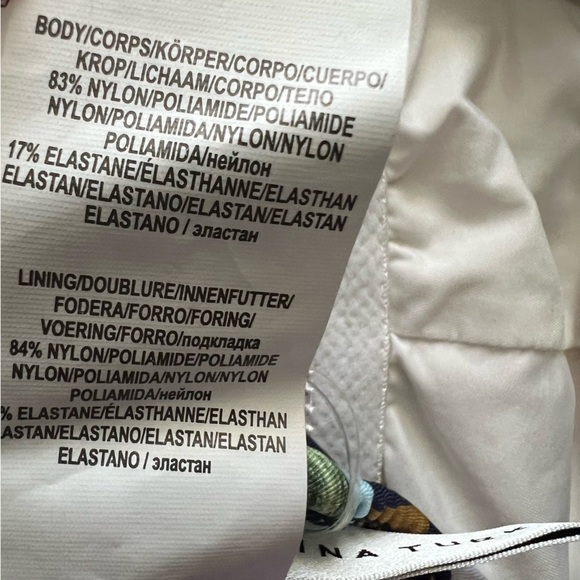 BODY/CORPS/KÖRPER/CORPO/CUERPO/
KROP/LICHAAM/CORPO/ТЕЛО
83% NYLON/POLIAMIDE/POLIAMIDE
NYLON/POLIAMIDA/NYLON/NYLON
POLIAMIDA/нейлон
17% ELASTANE/ÉLASTHANNE/ELASTHAN
ELASTAN/ELASTANO/ELASTAN/ELASTAN
ELASTANO / эластан
LINING/DOUBLURE/INNENFUTTER/
FODERA/FORRO/FORING/
VOERING/FORRO/подкладка
84% NYLON/POLIAMIDE/POLIAMIDE
NYLON/POLIAMIDA/NYLON/NYLON
POLIAMIDA/нейлон
% ELASTANE/ÉLASTHANNE/ELASTHAN
ASTAN/ELASTANO/ELASTAN/ELASTAN
ELASTANO / эластан
INA TURK